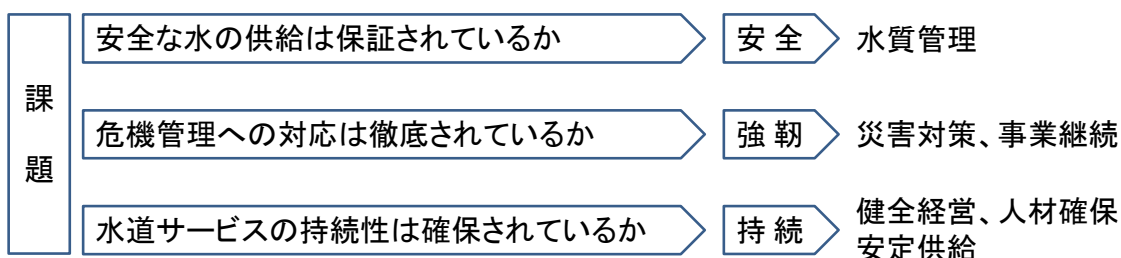 課題
安全な水の供給は保証されているか
安全
水質管理
危機管理への対応は徹底されているか
強靭
災害対策、事業継続
水道サービスの持続性は確保されているか
持続
健全経営、人材確保
安定供給